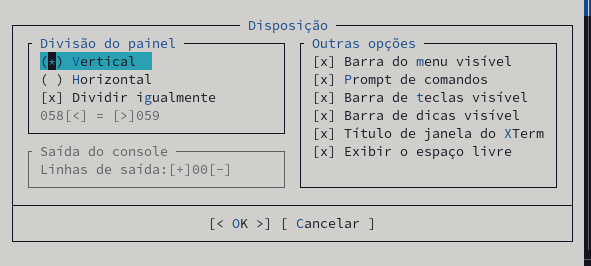 Disposição
Divisão do painel
(*) Vertical
( ) Horizontal
[x] Dividir igualmente
058[<] = [>]059
Saída do console
Linhas de saída:[+]00[-]
Outras opções
[x] Barra do menu visível
[x] Prompt de comandos
[x] Barra de teclas visível
[x] Barra de dicas visível
[x] Título de janela do XTerm
[x] Exibir o espaço livre
[< OK >] [ Cancelar ]